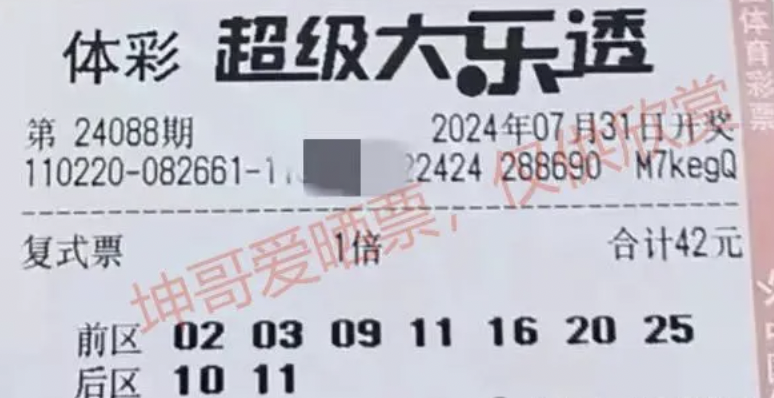 体彩 超级大乐透
第 24088期 2024年07月31日开奖
110220-082661-11 22424 288690 M7kegQ
复式票 1倍 合计42元
前区 02 03 09 11 16 20 25
后区 10 11
坤哥爱晒票，仅供欣赏
体育彩票